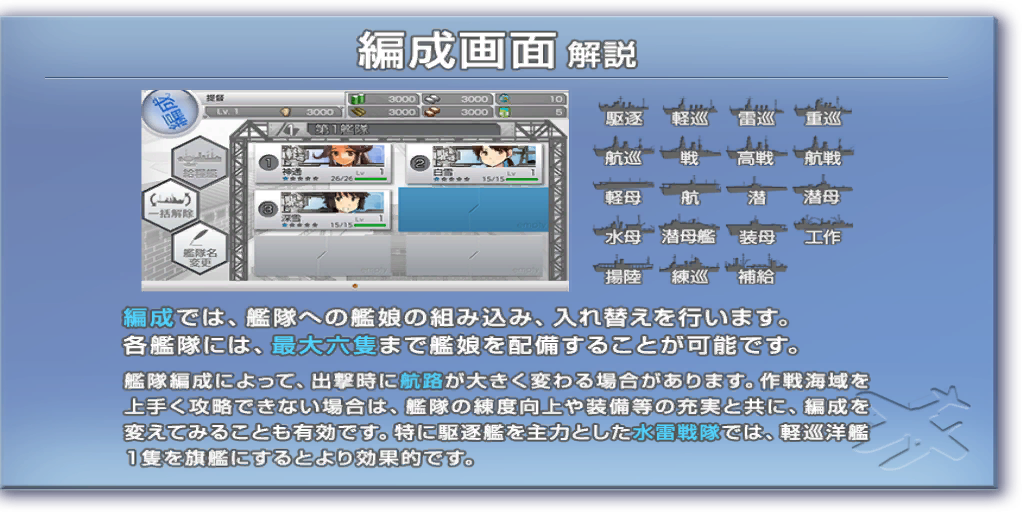 編成画面 解説
編成
提督
3000 3000 10
Lv. 1 3000 3000 3000 5
1 第1艦隊
給糧艦
一括解除
艦隊名
変更
1 神通 26/26 Lv 1
2 白雪 15/15 Lv 1
3 深雪 15/15 Lv 1
駆逐 軽巡 雷巡 重巡
航巡 戦 高戦 航戦
軽母 航 潜 潜母
水母 潜母艦 装母 工作
揚陸 練巡 補給
編成では、艦隊への艦娘の組み込み、入れ替えを行います。
各艦隊には、最大六隻まで艦娘を配備することが可能です。
艦隊編成によって、出撃時に航路が大きく変わる場合があります。作戦海域を
上手く攻略できない場合は、艦隊の練度向上や装備等の充実と共に、編成を
変えてみることも有効です。特に駆逐艦を主力とした水雷戦隊では、軽巡洋艦
1隻を旗艦にするとより効果的です。